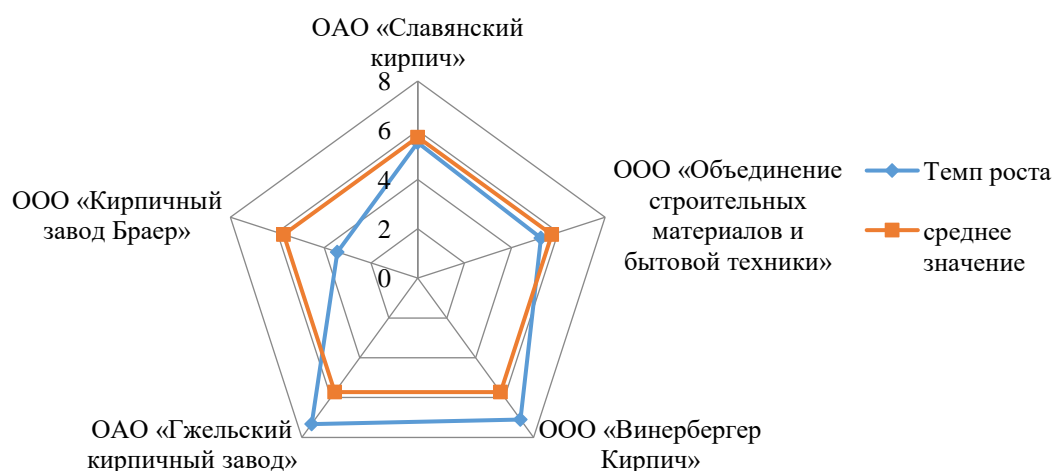 ОАО «Славянский
кирпич»
8
6
4
2
0
ООО «Объединение
строительных
материалов и
бытовой техники»
ООО «Винербергер
Кирпич»
ОАО «Гжельский
кирпичный завод»
ООО «Кирпичный
завод Браер»
Темп роста
среднее
значение